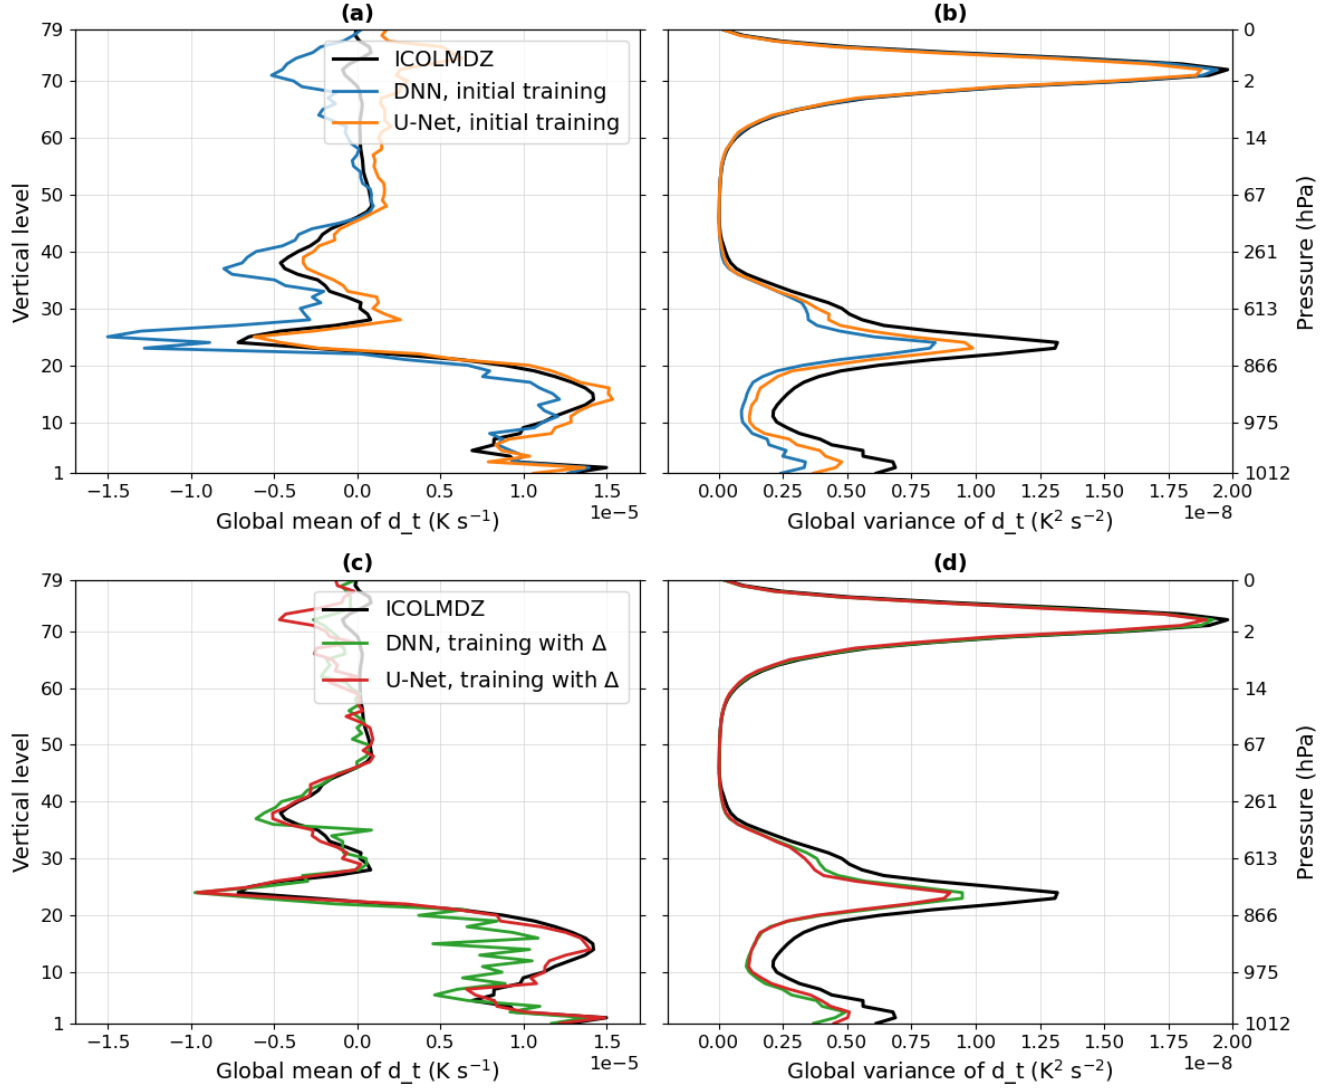 (a)
79
70
60
50
40
30
20
10
1
Vertical level
ICOLMDZ
DNN, initial training
U-Net, initial training
−1.5 −1.0 −0.5 0.0 0.5 1.0 1.5
1e−5
Global mean of d_t (K s⁻¹)
(b)
0
2
14
67
261
613
866
975
1012
Pressure (hPa)
0.00 0.25 0.50 0.75 1.00 1.25 1.50 1.75 2.00
1e−8
Global variance of d_t (K² s⁻²)
(c)
79
70
60
50
40
30
20
10
1
Vertical level
ICOLMDZ
DNN, training with Δ
U-Net, training with Δ
−1.5 −1.0 −0.5 0.0 0.5 1.0 1.5
1e−5
Global mean of d_t (K s⁻¹)
(d)
0
2
14
67
261
613
866
975
1012
Pressure (hPa)
0.00 0.25 0.50 0.75 1.00 1.25 1.50 1.75 2.00
1e−8
Global variance of d_t (K² s⁻²)